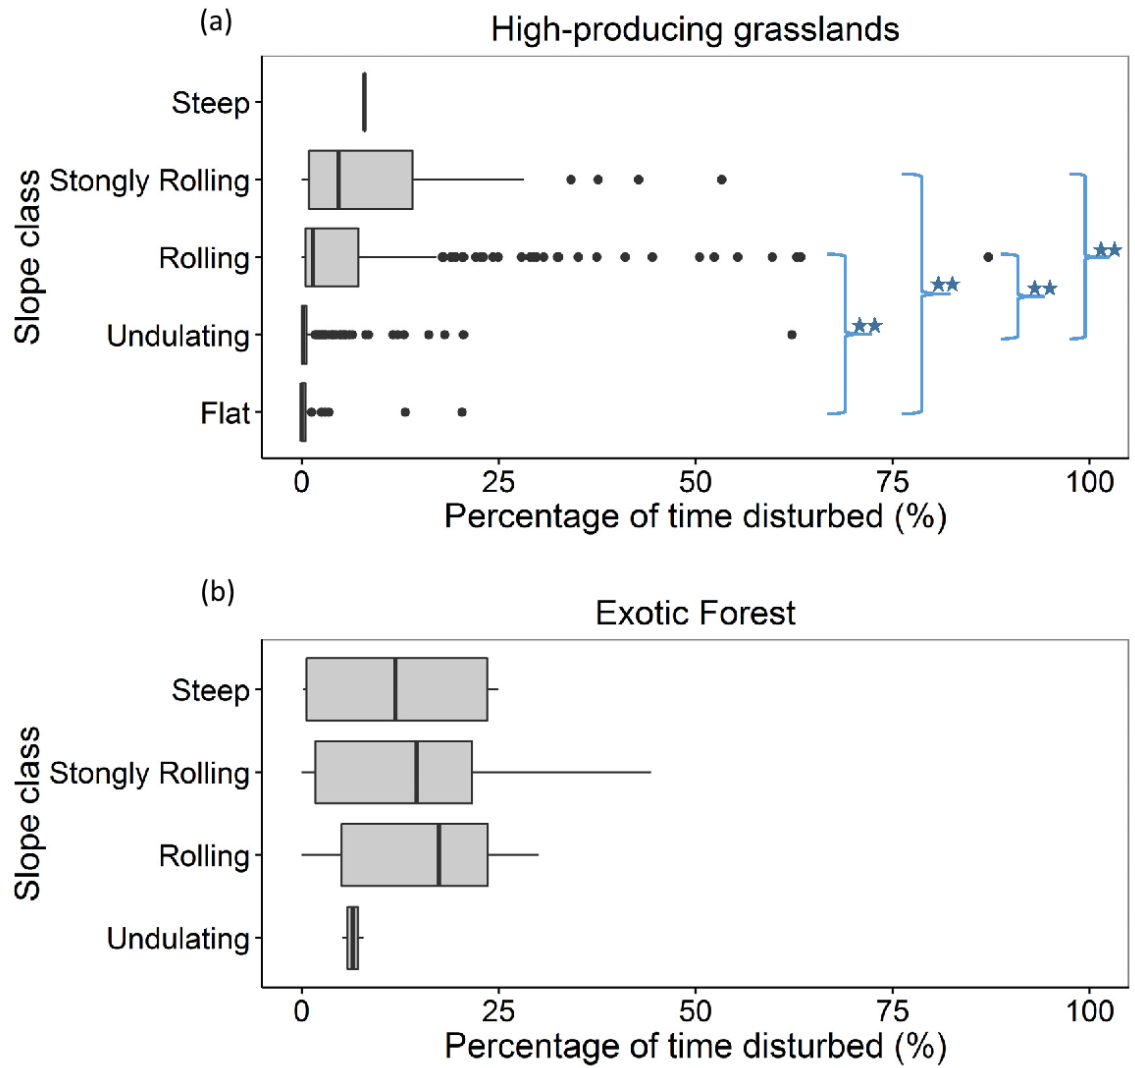 (a)
High-producing grasslands
Slope class
Steep
Stongly Rolling
Rolling
Undulating
Flat
0 25 50 75 100
Percentage of time disturbed (%)
(b)
Exotic Forest
Slope class
Steep
Stongly Rolling
Rolling
Undulating
0 25 50 75 100
Percentage of time disturbed (%)